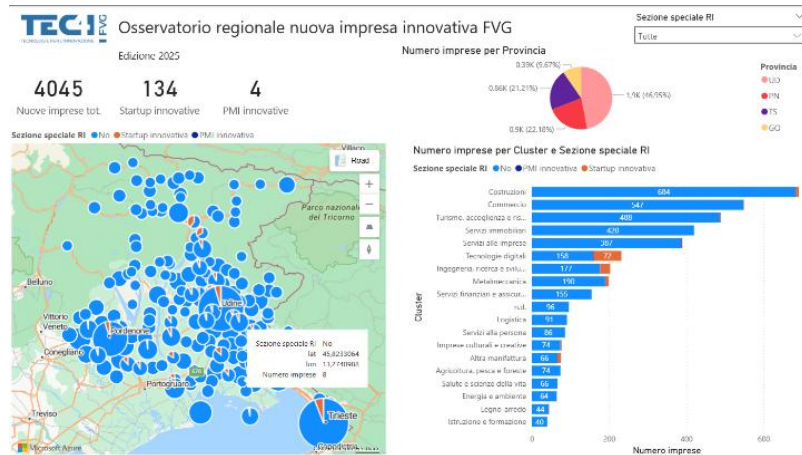 TEC4I FVG
TECNOLOGIE PER L'INNOVAZIONE
Osservatorio regionale nuova impresa innovativa FVG
Edizione 2025
Sezione speciale RI
Tutte
4045
Nuove imprese tot.
134
Startup innovative
4
PMI innovative
Sezione speciale RI No Startup innovativa PMI innovativa
Numero imprese per Provincia
0,39K (9,67%)
0,86K (21,21%)
0,9K (22,18%)
1,9K (46,95%)
Provincia
UD
PN
TS
GO
Villaco
Road
Parco nazionale
del Tricorno
Belluno
Vittorio
Veneto
Conegliano
Pordenone
Udine
Portogruaro
Treviso
Trieste
Microsoft Azure
Sezione speciale RI No
lat 45,8233064
lon
Numero imprese 8
Numero imprese per Cluster e Sezione speciale RI
Sezione speciale RI No PMI innovativa Startup innovativa
Cluster
Costruzioni 684
Commercio 547
Turismo, accoglienza e ris... 488
Servizi immobiliari 420
Servizi alle imprese 387
Tecnologie digitali 158 72
Ingegneria, ricerca e svilu... 177
Metalmeccanica 190
Servizi finanziari e assicur... 155
n.d. 96
Logistica 91
Servizi alla persona 86
Imprese culturali e creative 74
Altra manifattura 66
Agricoltura, pesca e foreste 74
Salute e scienze della vita 66
Energia e ambiente 64
Legno arredo 44
Istruzione e formazione 40
0 200 400 600
Numero imprese